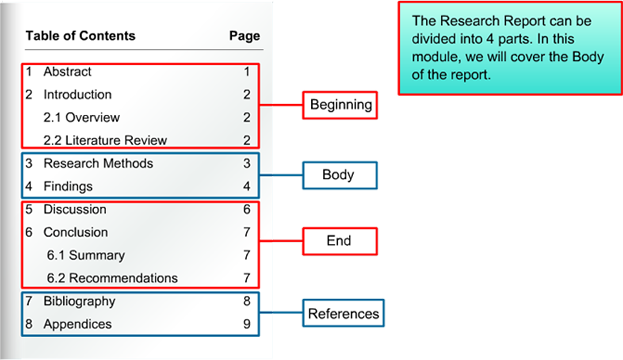 Table of Contents Page
1 Abstract 1
2 Introduction 2
2.1 Overview 2
2.2 Literature Review 2
3 Research Methods 3
4 Findings 4
5 Discussion 6
6 Conclusion 7
6.1 Summary 7
6.2 Recommendations 7
7 Bibliography 8
8 Appendices 9
Beginning
Body
End
References
The Research Report can be
divided into 4 parts. In this
module, we will cover the Body
of the report.